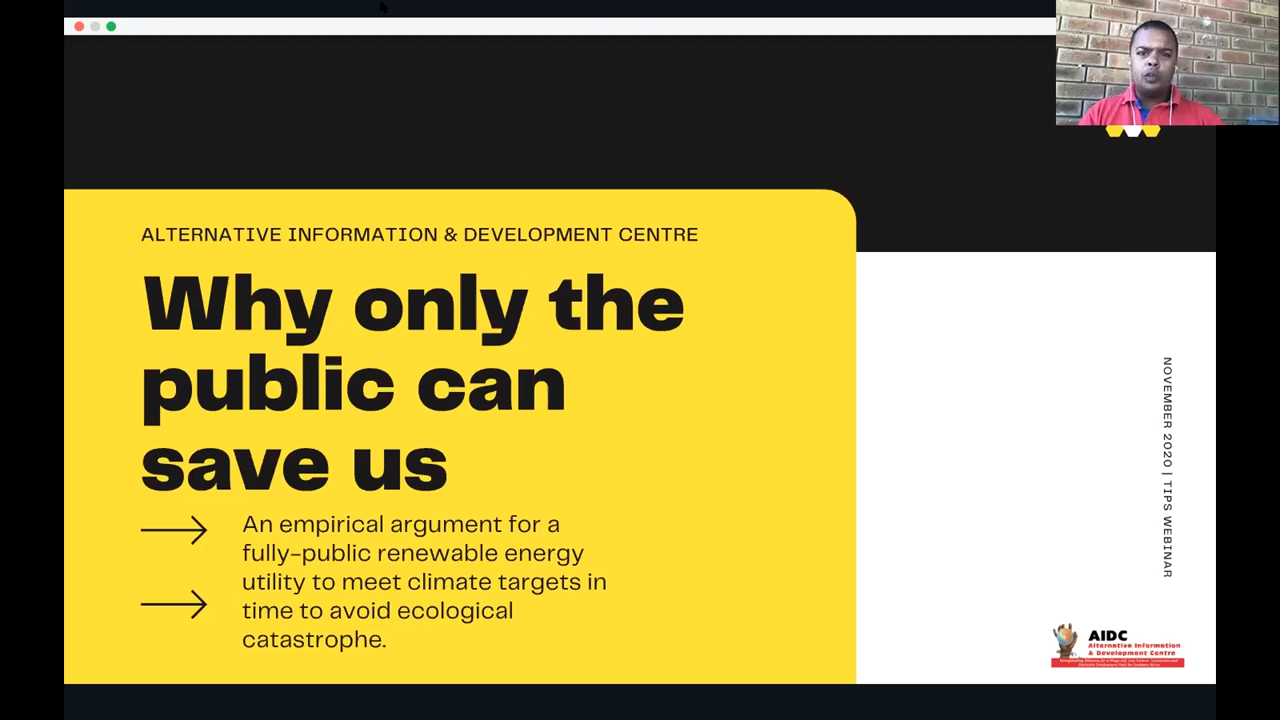 ALTERNATIVE INFORMATION & DEVELOPMENT CENTRE
Why only the
public can
save us
An empirical argument for a
fully-public renewable energy
utility to meet climate targets in
time to avoid ecological
catastrophe.
NOVEMBER 2020 | TIPS WEBINAR
AIDC
Alternative Information
& Development Centre